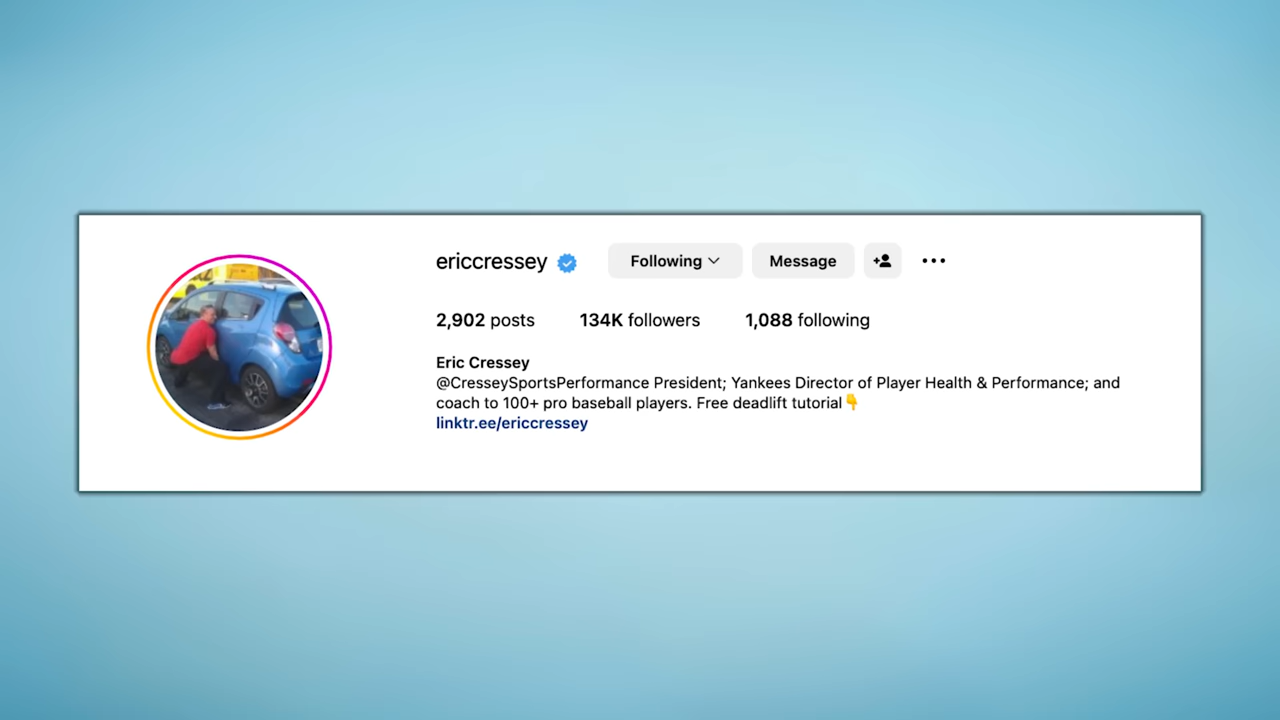 ericcressey
Following
Message
2,902 posts
134K followers
1,088 following
Eric Cressey
@CresseySportsPerformance President; Yankees Director of Player Health & Performance; and
coach to 100+ pro baseball players. Free deadlift tutorial👇
linktr.ee/ericcressey